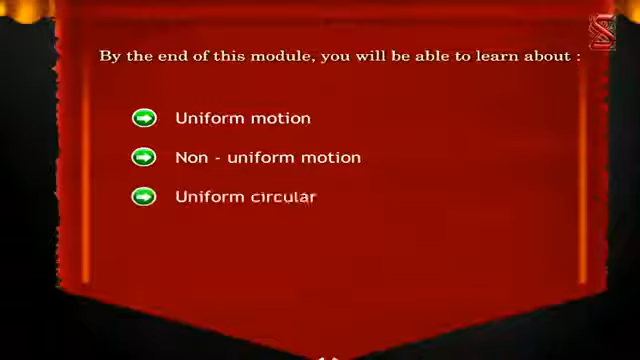 By the end of this module, you will be able to learn about :
Uniform motion
Non - uniform motion
Uniform circular